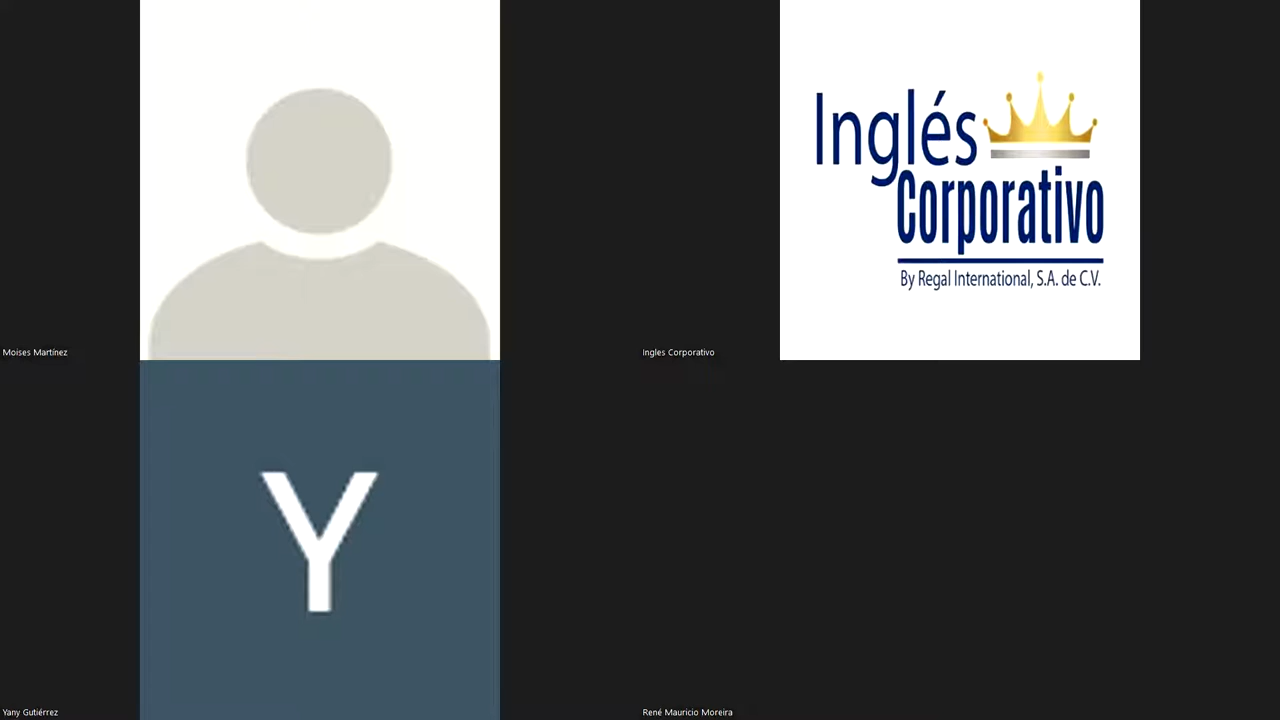 Inglés
Corporativo
By Regal International, S.A. de C.V.
Moises Martínez
Ingles Corporativo
Y
Yany Gutiérrez
René Mauricio Moreira